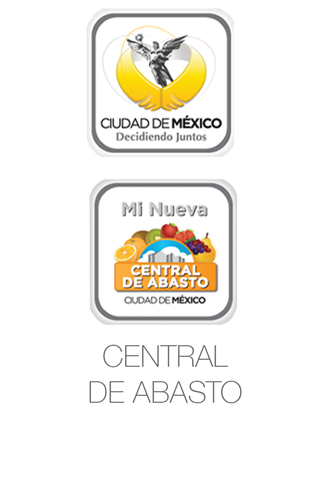 CIUDAD DE MÉXICO
Decidiendo Juntos
Mi Nueva
CENTRAL
DE ABASTO
CIUDAD DE MÉXICO
CENTRAL
DE ABASTO